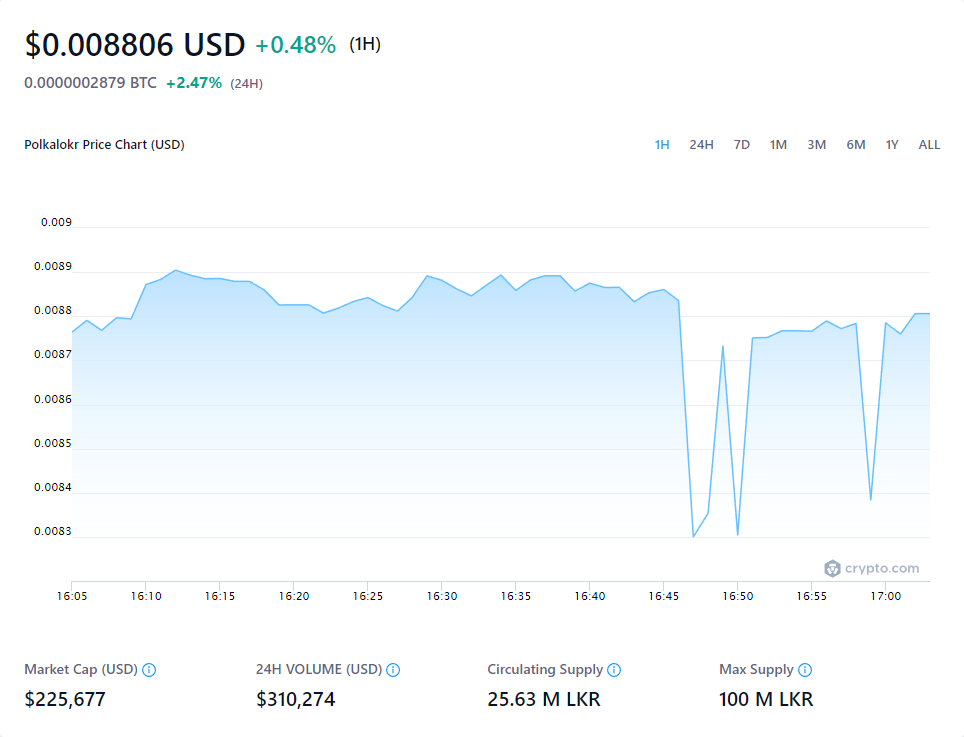 $0.008806 USD +0.48% (1H)
0.0000002879 BTC +2.47% (24H)
Polkalokr Price Chart (USD) 1H 24H 7D 1M 3M 6M 1Y ALL
0.009
0.0089
0.0088
0.0087
0.0086
0.0085
0.0084
0.0083
crypto.com
16:05 16:10 16:15 16:20 16:25 16:30 16:35 16:40 16:45 16:50 16:55 17:00
Market Cap (USD) 24H VOLUME (USD) Circulating Supply Max Supply
$225,677 $310,274 25.63 M LKR 100 M LKR